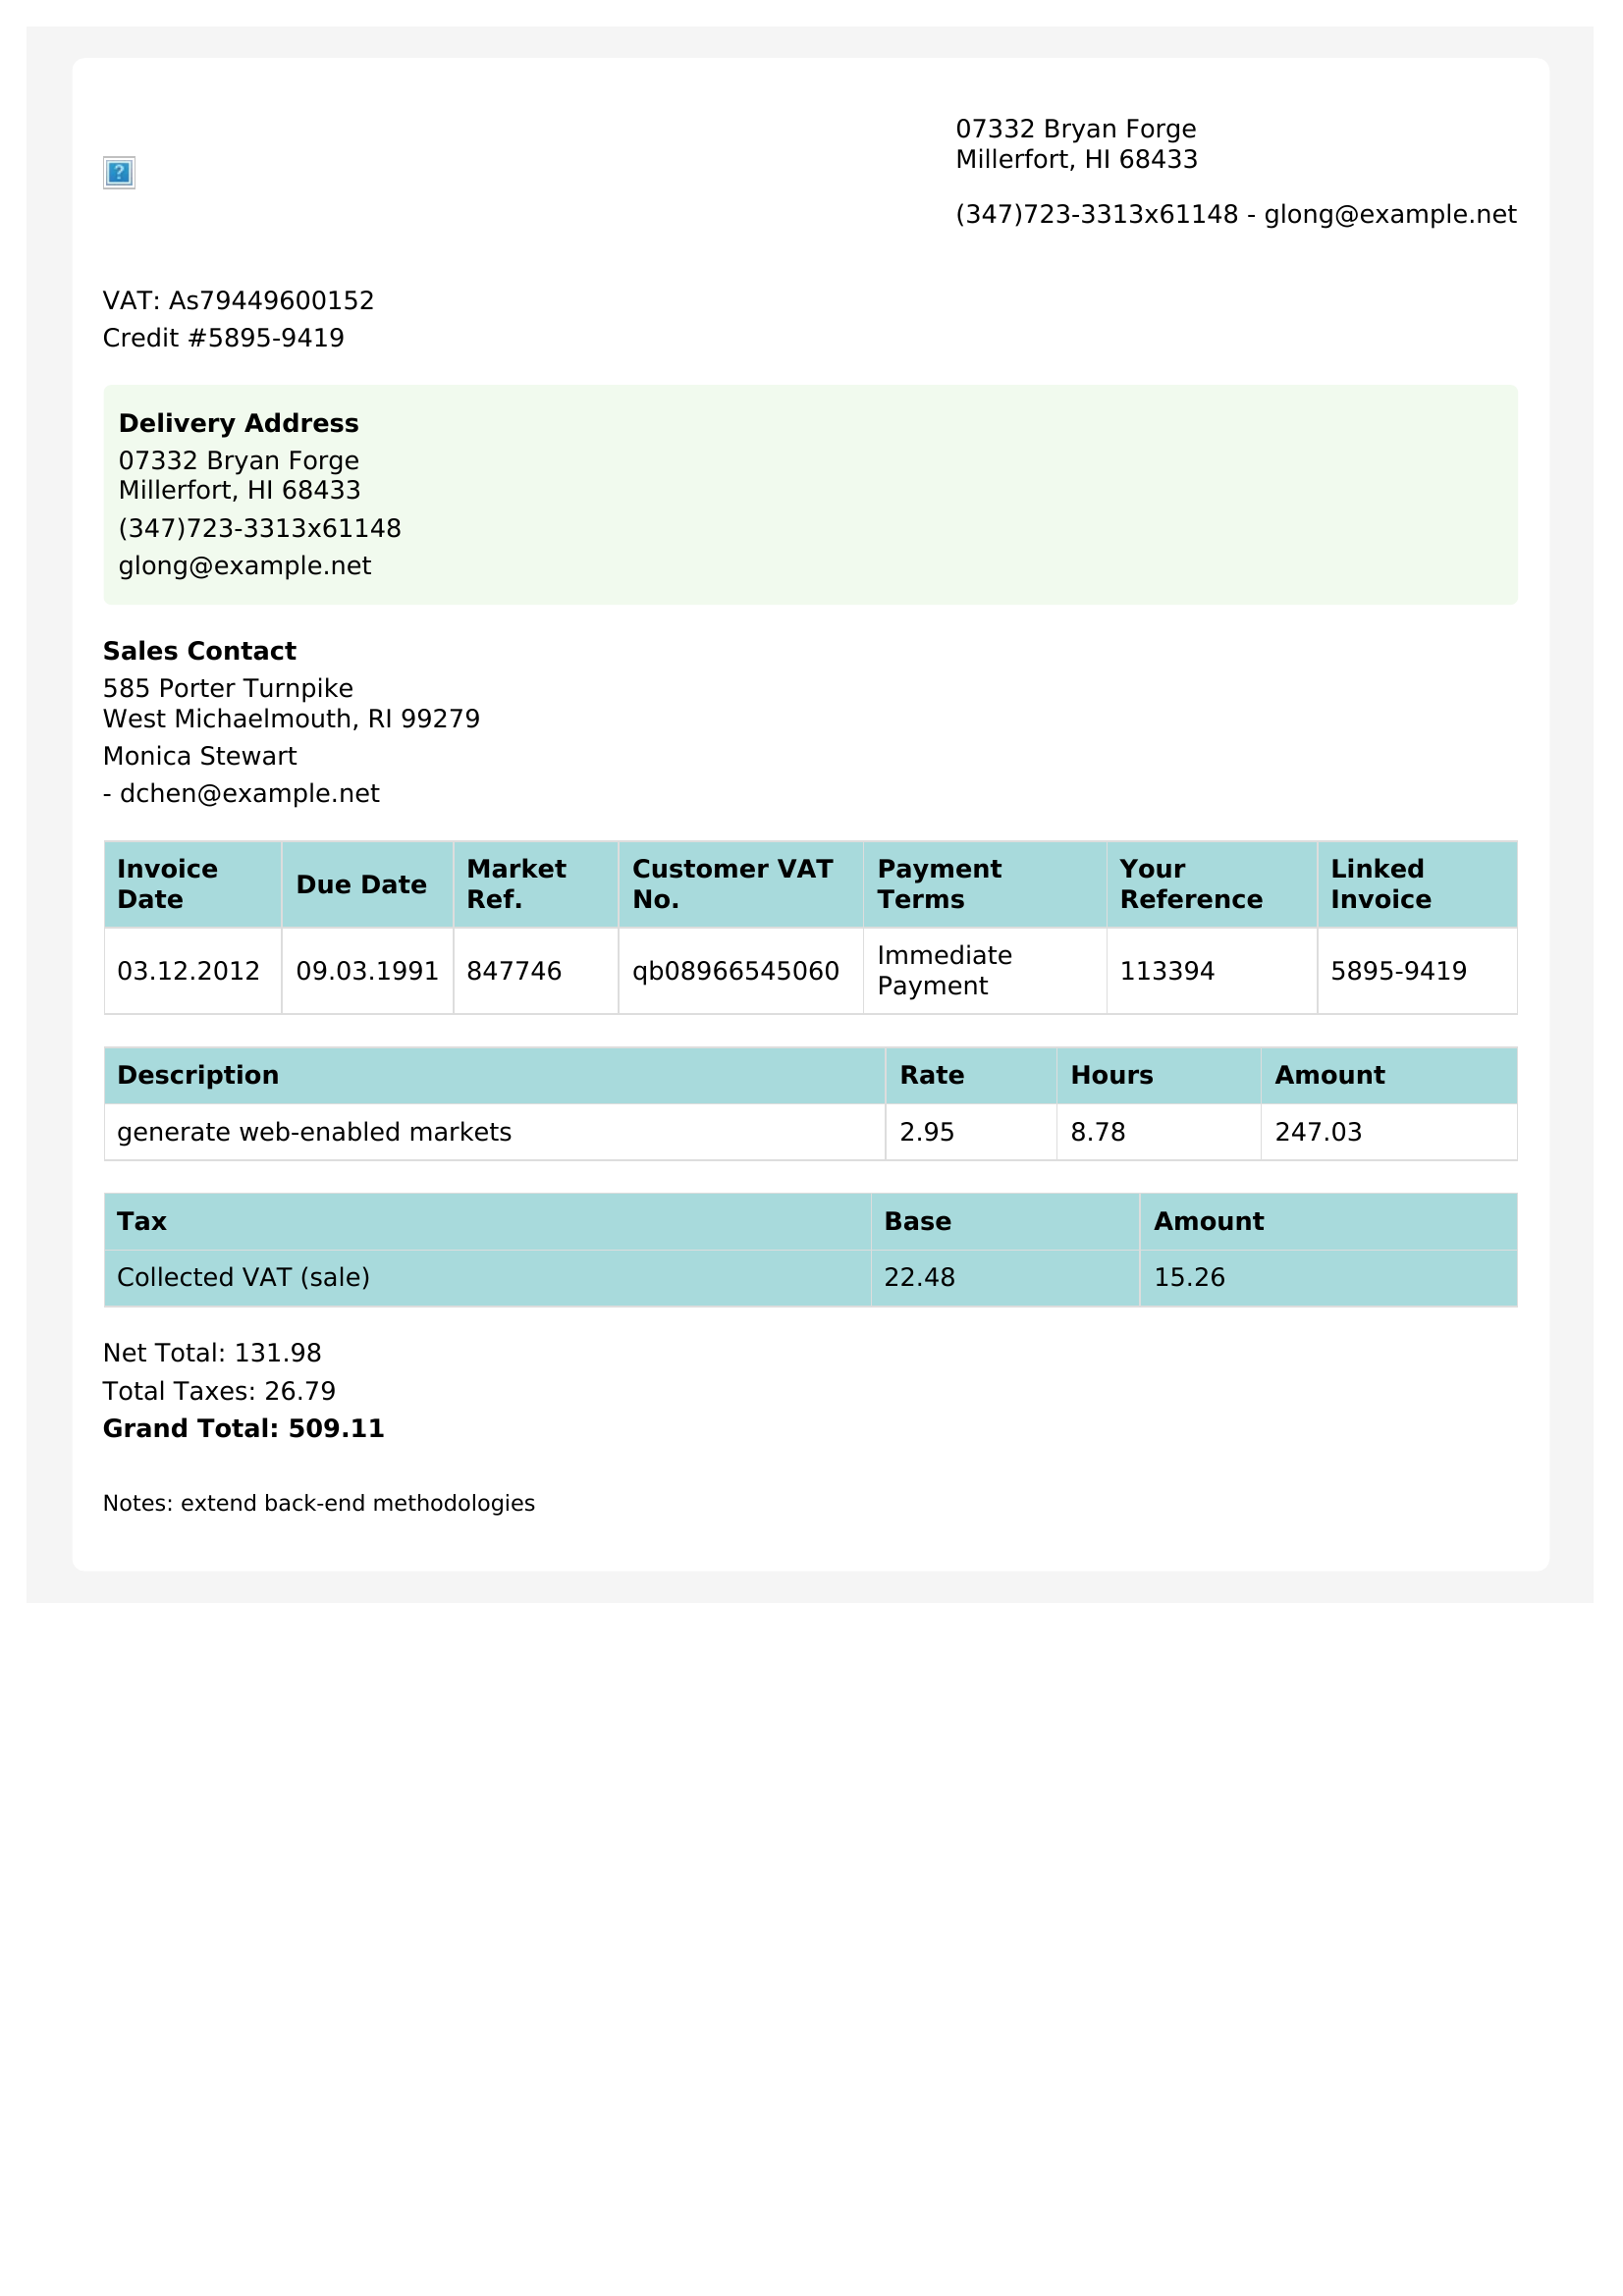 07332 Bryan Forge
Millerfort, HI 68433
(347)723-3313x61148 - glong@example.net
VAT: As79449600152
Credit #5895-9419
Delivery Address
07332 Bryan Forge
Millerfort, HI 68433
(347)723-3313x61148
glong@example.net
Sales Contact
585 Porter Turnpike
West Michaelmouth, RI 99279
Monica Stewart
- dchen@example.net
Invoice Date Due Date Market Ref. Customer VAT No. Payment Terms Your Reference Linked Invoice
03.12.2012 09.03.1991 847746 qb08966545060 Immediate Payment 113394 5895-9419
Description Rate Hours Amount
generate web-enabled markets 2.95 8.78 247.03
Tax Base Amount
Collected VAT (sale) 22.48 15.26
Net Total: 131.98
Total Taxes: 26.79
Grand Total: 509.11
Notes: extend back-end methodologies